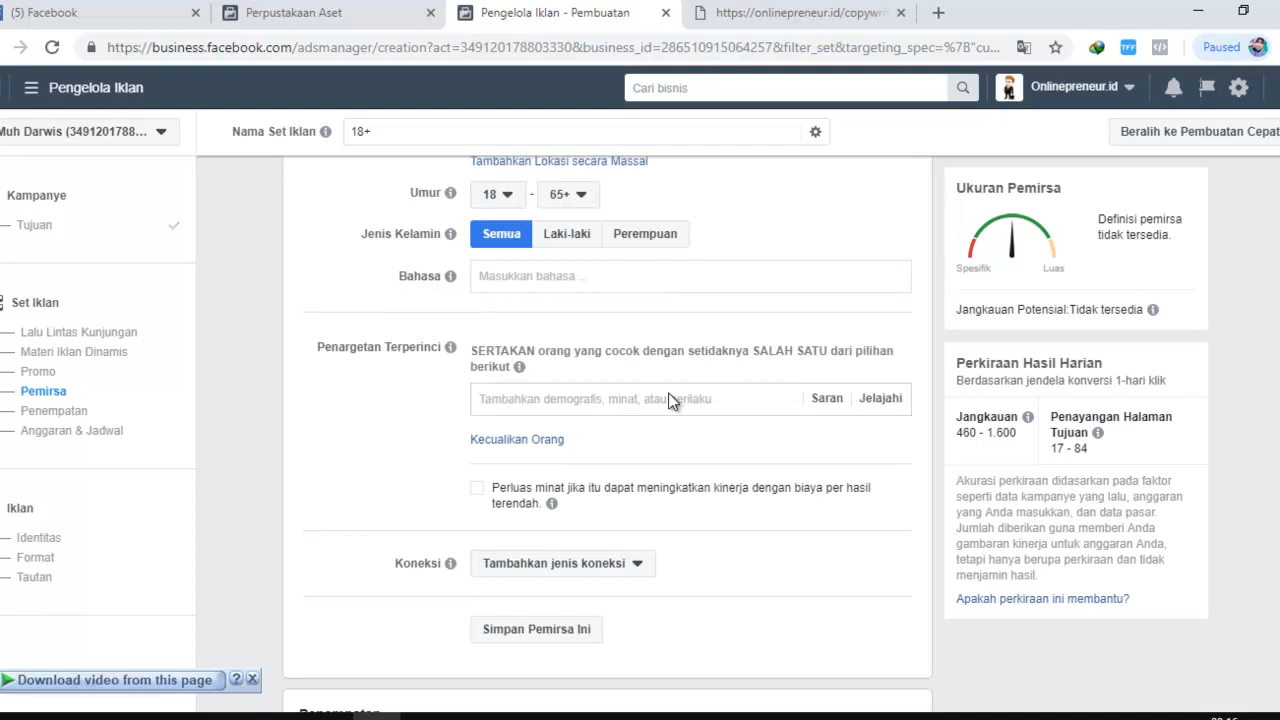 (5) Facebook
Perpustakaan Aset
Pengelola Iklan - Pembuatan
https://onlinepreneur.id/copywr
https://business.facebook.com/adsmanager/creation?act=349120178803330&business_id=286510915064257&filter_set&targeting_spec=%7B"cu...
TFP
Paused
Pengelola Iklan
Cari bisnis
Onlinepreneur.id
Muh Darwis (3491201788...
Nama Set Iklan
18+
Beralih ke Pembuatan Cepat
Kampanye
Tujuan
Set Iklan
Lalu Lintas Kunjungan
Materi Iklan Dinamis
Promo
Pemirsa
Penempatan
Anggaran & Jadwal
Iklan
Identitas
Format
Tautan
Tambahkan Lokasi secara Massal
Umur
18
-
65+
Jenis Kelamin
Semua
Laki-laki
Perempuan
Bahasa
Masukkan bahasa ...
Penargetan Terperinci
SERTAKAN orang yang cocok dengan setidaknya SALAH SATU dari pilihan
berikut
Tambahkan demografis, minat, atau perilaku
Saran
Jelajahi
Kecualikan Orang
Perluas minat jika itu dapat meningkatkan kinerja dengan biaya per hasil
terendah.
Koneksi
Tambahkan jenis koneksi
Simpan Pemirsa Ini
Penempatan
Ukuran Pemirsa
Definisi pemirsa
tidak tersedia.
Spesifik
Luas
Jangkauan Potensial:Tidak tersedia
Perkiraan Hasil Harian
Berdasarkan jendela konversi 1-hari klik
Jangkauan
460 - 1.600
Penayangan Halaman
Tujuan
17 - 84
Akurasi perkiraan didasarkan pada faktor
seperti data kampanye yang lalu, anggaran
yang Anda masukkan, dan data pasar.
Jumlah diberikan guna memberi Anda
gambaran kinerja untuk anggaran Anda,
tetapi hanya berupa perkiraan dan tidak
menjamin hasil.
Apakah perkiraan ini membantu?
Download video from this page